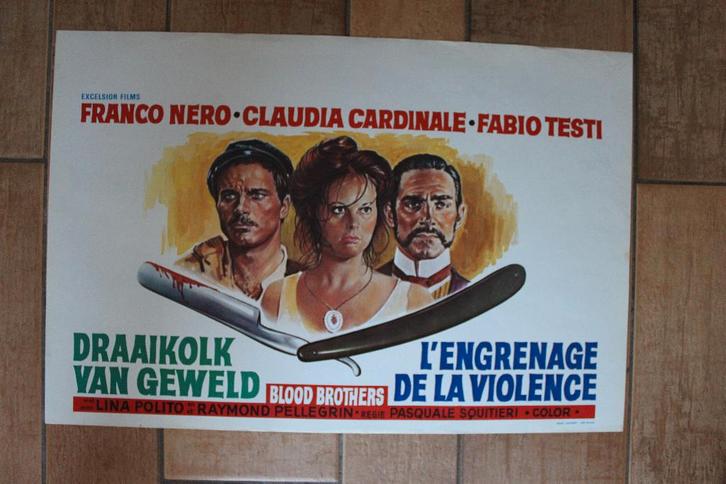 EXCELSIOR FILMS
FRANCO NERO • CLAUDIA CARDINALE • FABIO TESTI
DRAAIKOLK
VAN GEWELD
BLOOD BROTHERS
L'ENGRENAGE
DE LA VIOLENCE
LINA POLITO RAYMOND PELLEGRIN • REGIE PASQUALE SQUITIERI • COLOR •